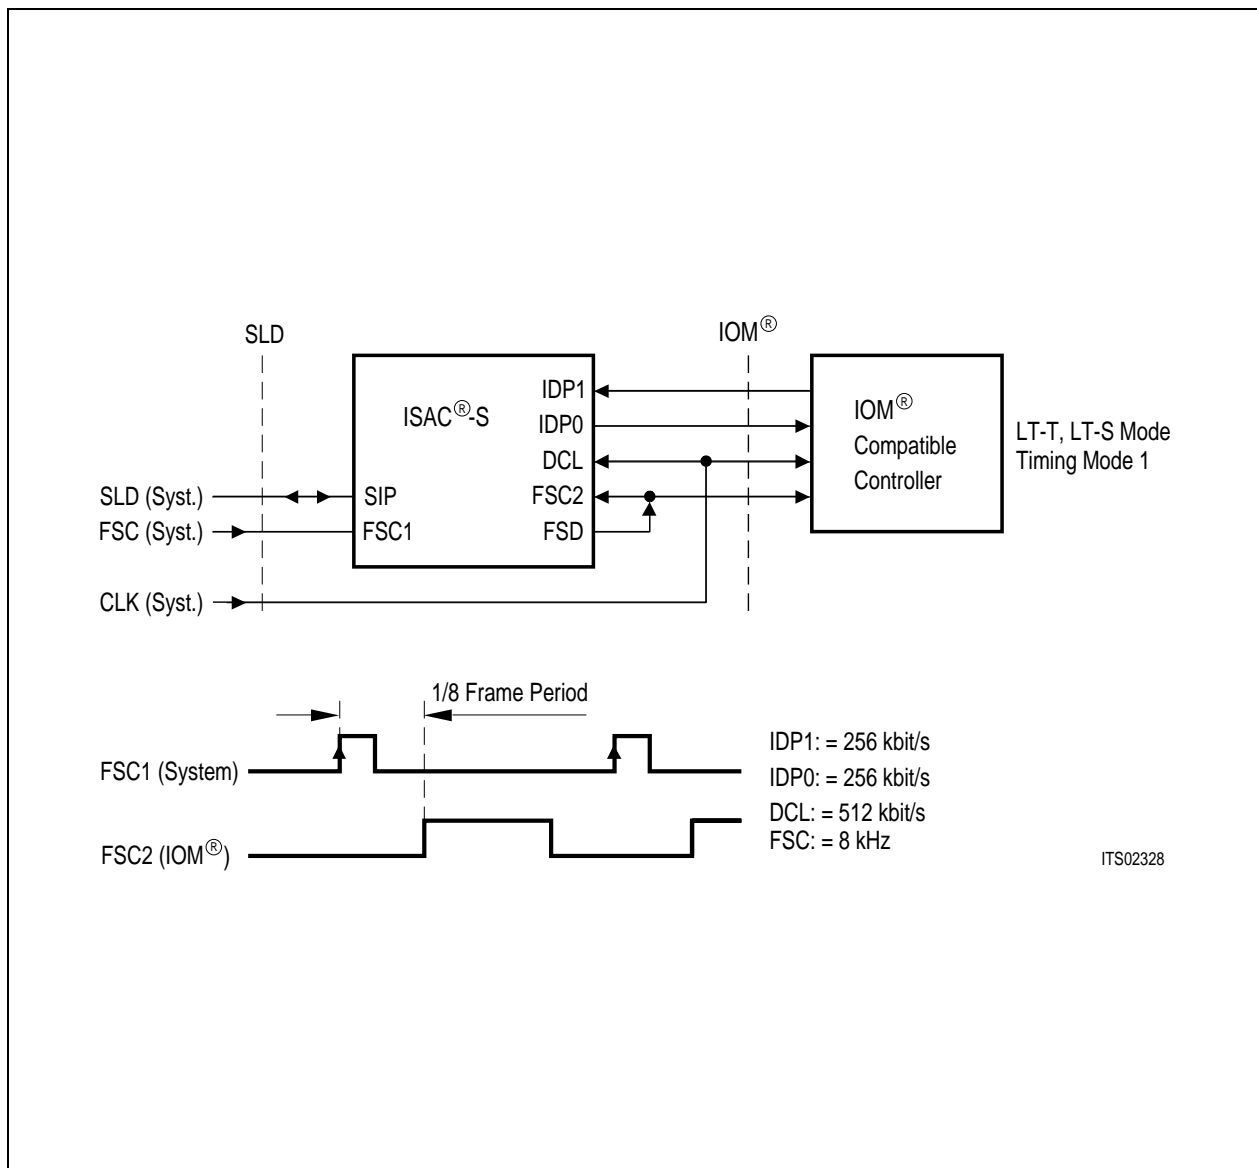 SLD
IOM®
ISAC®-S
IDP1
IDP0
DCL
FSC2
FSD
SIP
FSC1
IOM®
Compatible
Controller
LT-T, LT-S Mode
Timing Mode 1
SLD (Syst.)
FSC (Syst.)
CLK (Syst.)
1/8 Frame Period
FSC1 (System)
FSC2 (IOM®)
IDP1: = 256 kbit/s
IDP0: = 256 kbit/s
DCL: = 512 kbit/s
FSC: = 8 kHz
ITS02328